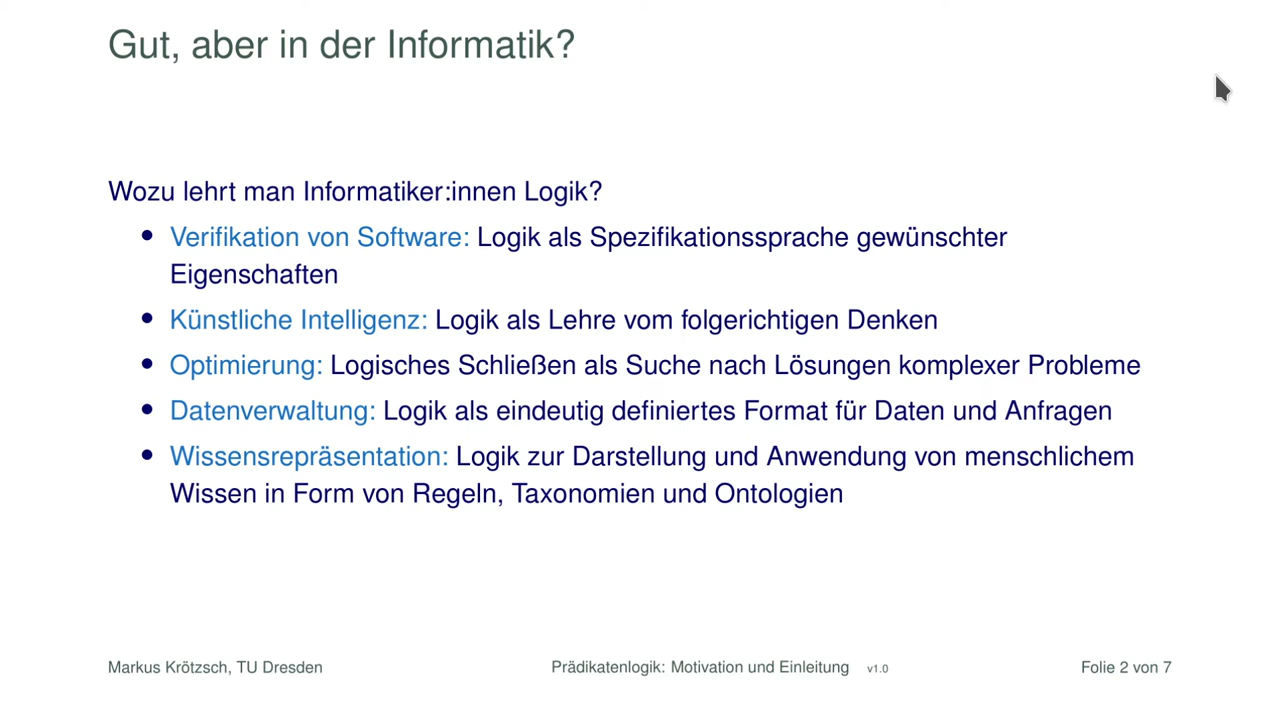 Gut, aber in der Informatik?
Wozu lehrt man Informatiker:innen Logik?
• Verifikation von Software: Logik als Spezifikationssprache gewünschter
Eigenschaften
• Künstliche Intelligenz: Logik als Lehre vom folgerichtigen Denken
• Optimierung: Logisches Schließen als Suche nach Lösungen komplexer Probleme
• Datenverwaltung: Logik als eindeutig definiertes Format für Daten und Anfragen
• Wissensrepräsentation: Logik zur Darstellung und Anwendung von menschlichem
Wissen in Form von Regeln, Taxonomien und Ontologien
Markus Krötzsch, TU Dresden Prädikatenlogik: Motivation und Einleitung v1.0 Folie 2 von 7